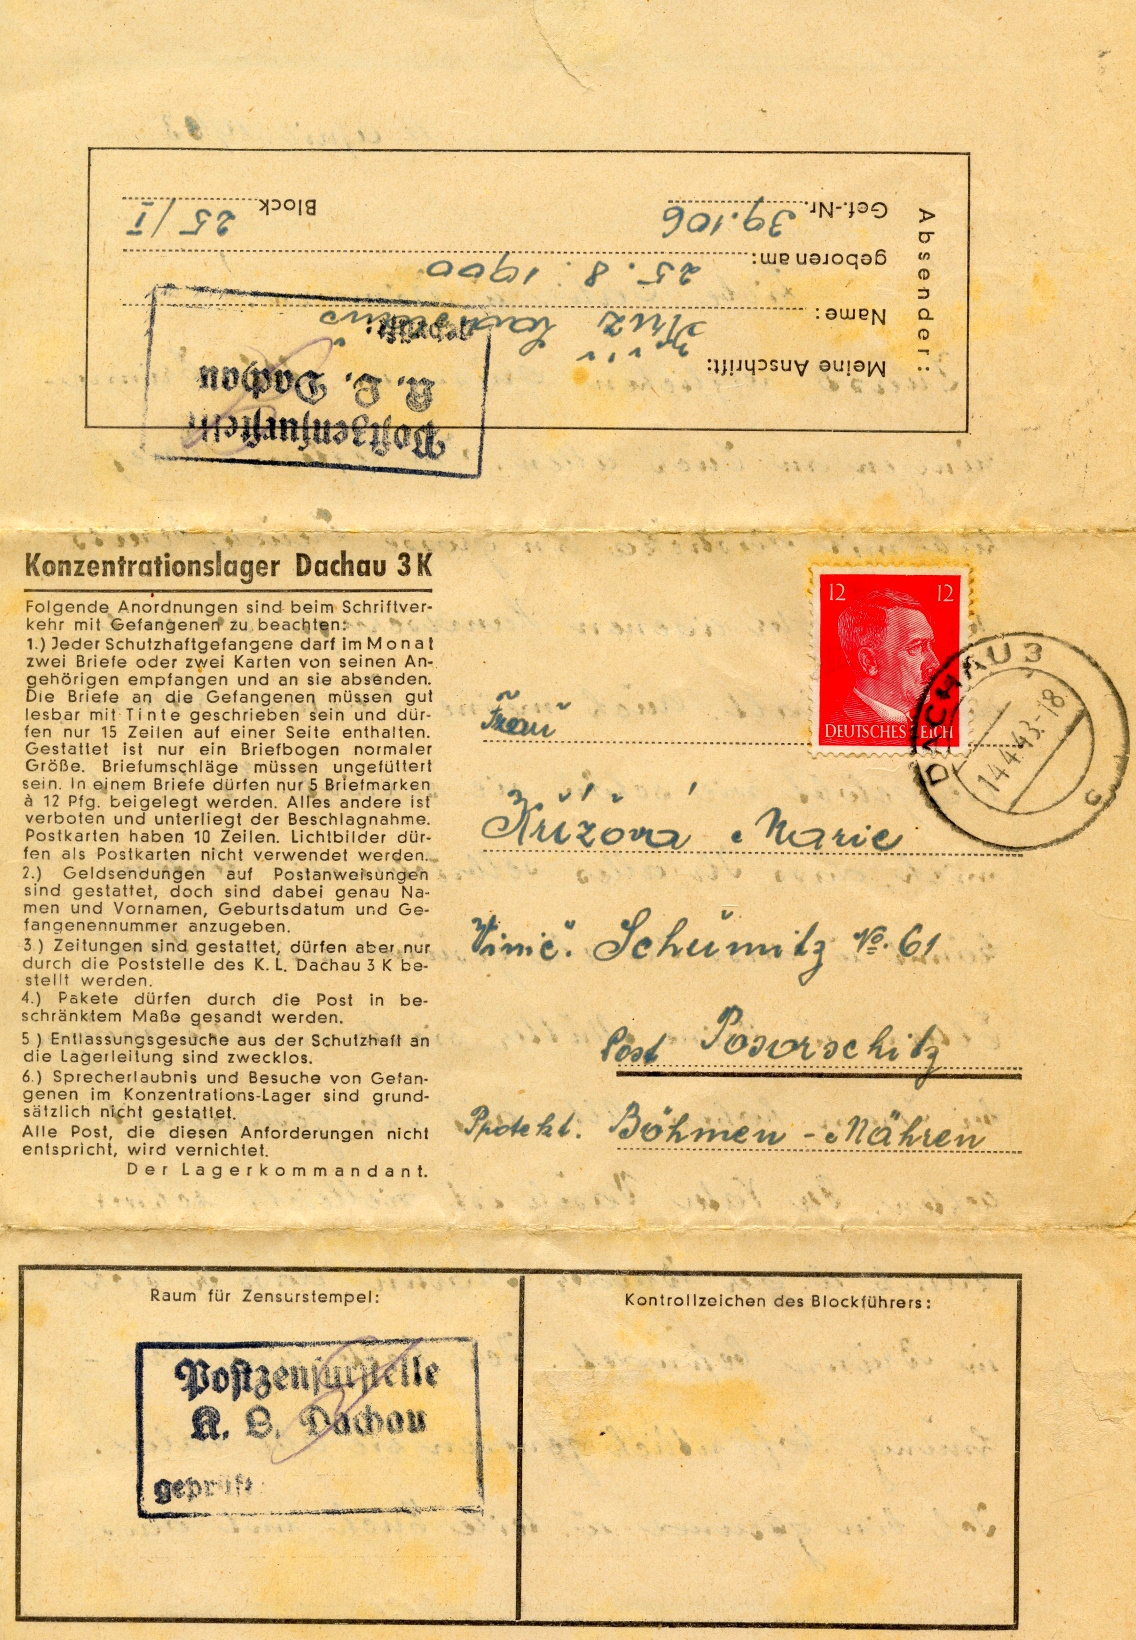 Absender:
Meine Anschrift:
Name: Kříž Ladislaus
geboren am: 25. 8. 1900
Gef.-Nr. 39.106 Block 25/I
Postzensurstelle
K. L. Dachau
geprüft:
Konzentrationslager Dachau 3 K
Folgende Anordnungen sind beim Schriftver-
kehr mit Gefangenen zu beachten:
1.) Jeder Schutzhaftgefangene darf im Monat
zwei Briefe oder zwei Karten von seinen An-
gehörigen empfangen und an sie absenden.
Die Briefe an die Gefangenen müssen gut
lesbar mit Tinte geschrieben sein und dür-
fen nur 15 Zeilen auf einer Seite enthalten.
Gestattet ist nur ein Briefbogen normaler
Größe. Briefumschläge müssen ungefüttert
sein. In einem Briefe dürfen nur 5 Briefmarken
à 12 Pfg. beigelegt werden. Alles andere ist
verboten und unterliegt der Beschlagnahme.
Postkarten haben 10 Zeilen. Lichtbilder dür-
fen als Postkarten nicht verwendet werden.
2.) Geldsendungen auf Postanweisungen
sind gestattet, doch sind dabei genau Na-
men und Vornamen, Geburtsdatum und Ge-
fangenennummer anzugeben.
3.) Zeitungen sind gestattet, dürfen aber nur
durch die Poststelle des K. L. Dachau 3 K be-
stellt werden.
4.) Pakete dürfen durch die Post in be-
schränktem Maße gesandt werden.
5) Entlassungsgesuche aus der Schutzhaft an
die Lagerleitung sind zwecklos.
6.) Sprecherlaubnis und Besuche von Gefan-
genen im Konzentrations-Lager sind grund-
sätzlich nicht gestattet.
Alle Post, die diesen Anforderungen nicht
entspricht, wird vernichtet.
Der Lagerkommandant.
12 12
DEUTSCHES REICH
DACHAU 3
14.4.43.-18
Frau
Křížová Marie
Schumitz No. 61
Post Posorschitz
Protekt. Böhmen - Mähren
Raum für Zensurstempel:
Postzensurstelle
K. L. Dachau
geprüft:
Kontrollzeichen des Blockführers: